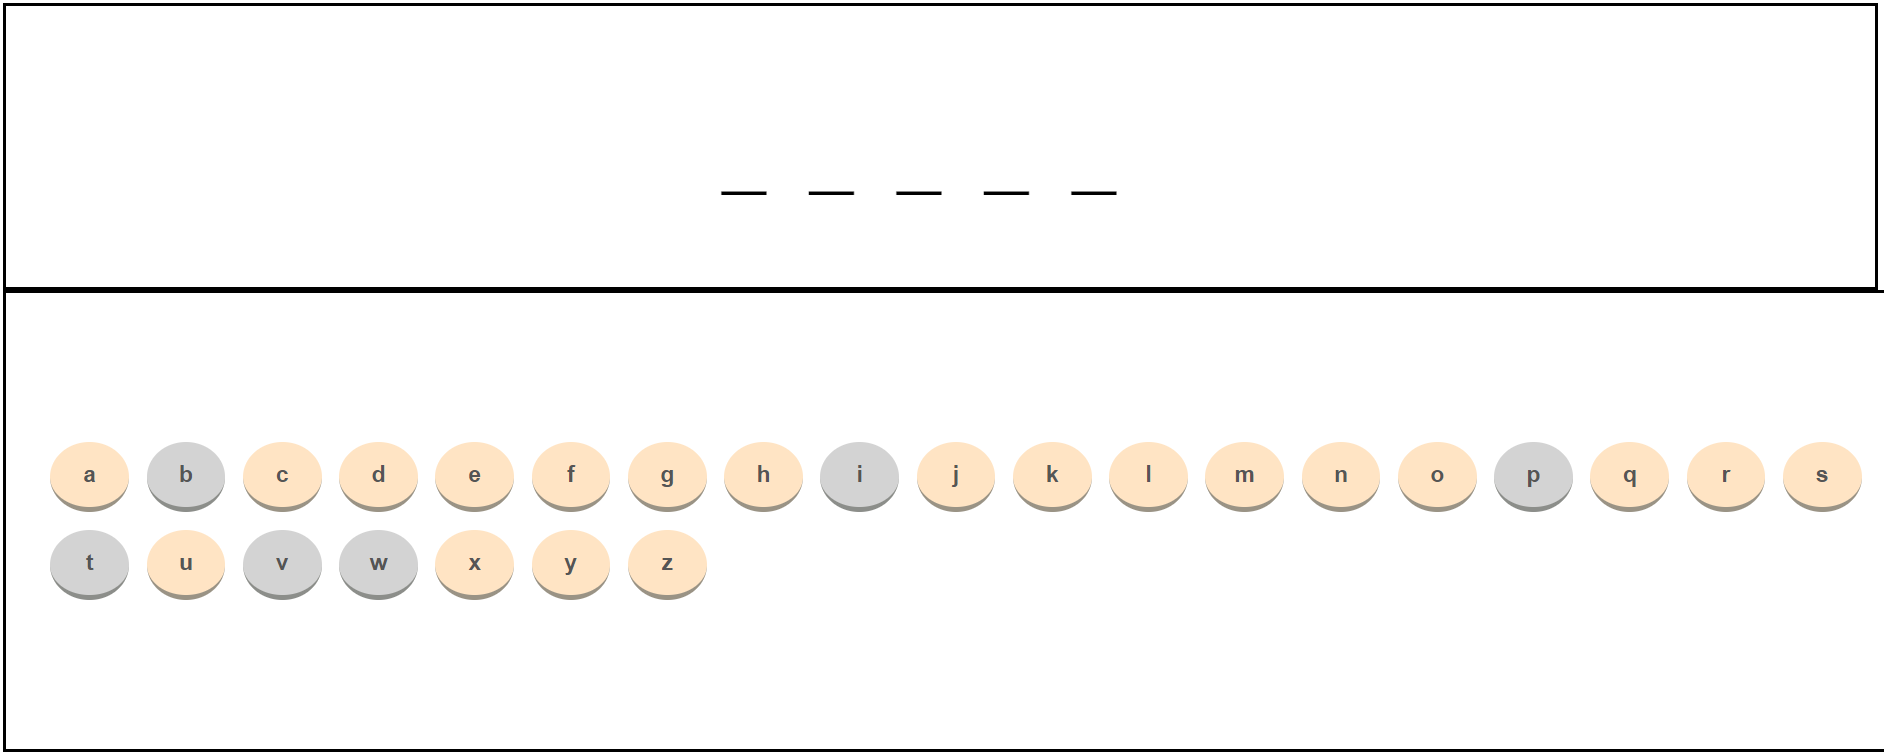 _ _ _ _ _
a b c d e f g h i j k l m n o p q r s
t u v w x y z